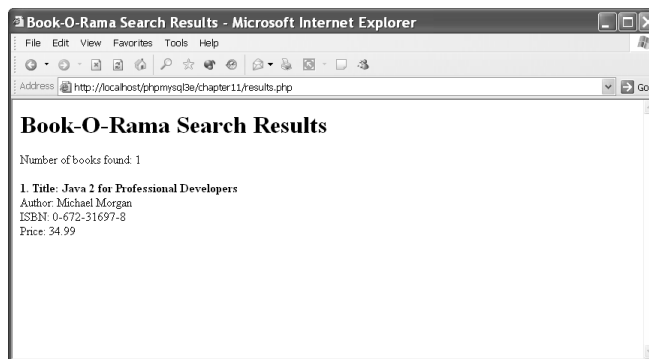 Book-O-Rama Search Results - Microsoft Internet Explorer
File Edit View Favorites Tools Help
Address http://localhost/phpmysql3e/chapter11/results.php Go
Book-O-Rama Search Results
Number of books found: 1
1. Title: Java 2 for Professional Developers
Author: Michael Morgan
ISBN: 0-672-31697-8
Price: 34.99